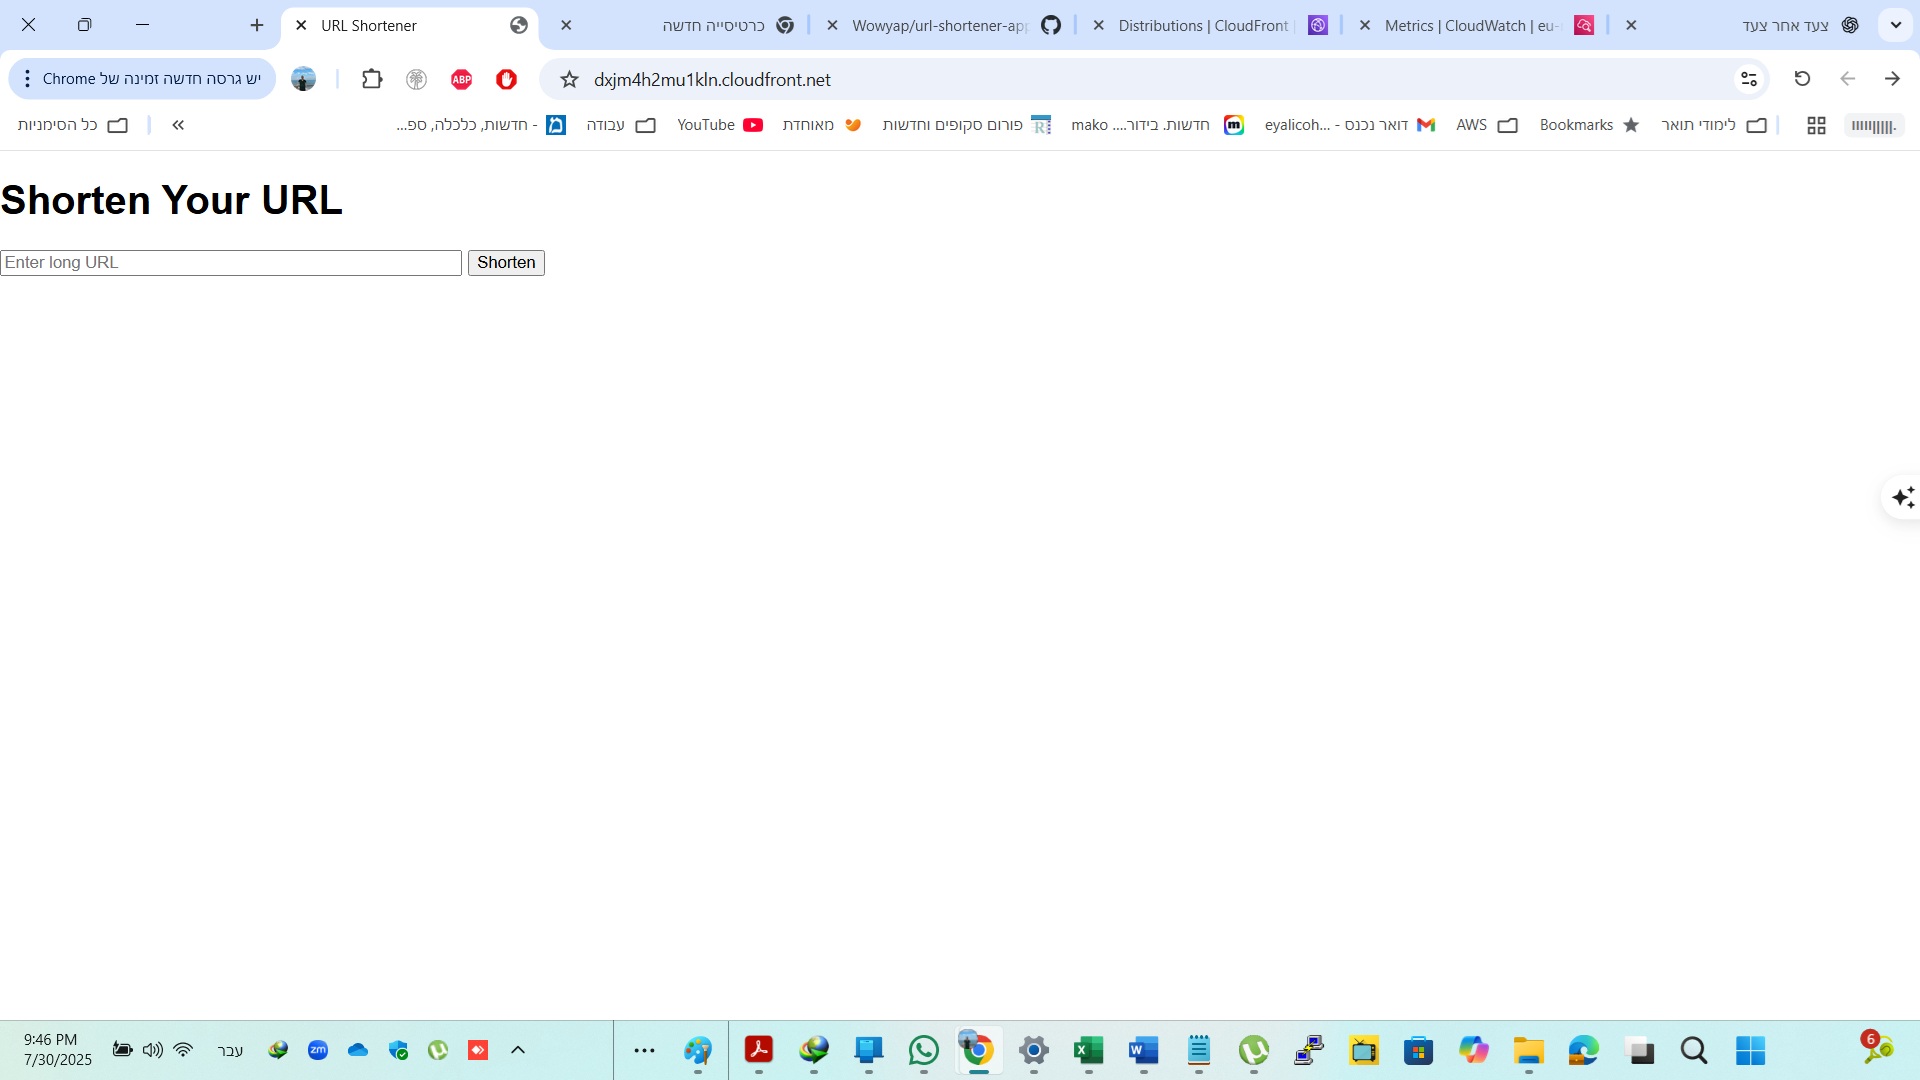 URL Shortener
כרטיסייה חדשה
Wowyap/url-shortener-app
Distributions | CloudFront |
Metrics | CloudWatch | eu-
צעד אחר צעד
יש גרסה חדשה זמינה של Chrome
ABP
dxjm4h2mu1kln.cloudfront.net
כל הסימניות
- חדשות, כלכלה, ספ...
עבודה
YouTube
מאוחדת
פורום סקופים וחדשות
חדשות. בידור.... mako
דואר נכנס - eyalicoh...
AWS
Bookmarks
לימודי תואר
Shorten Your URL
Enter long URL
Shorten
9:46 PM
7/30/2025
עבר
zm
6